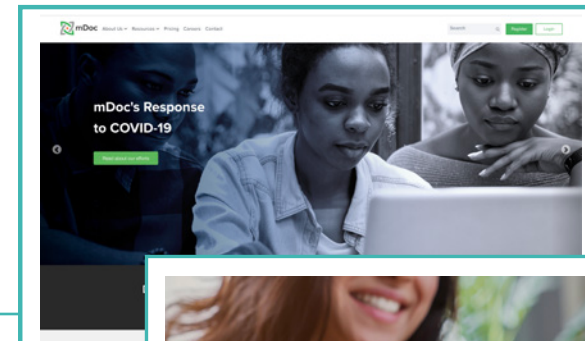 mDoc About Us Resources Pricing Careers Contact Search Register Login
mDoc's Response
to COVID-19
Read about our efforts